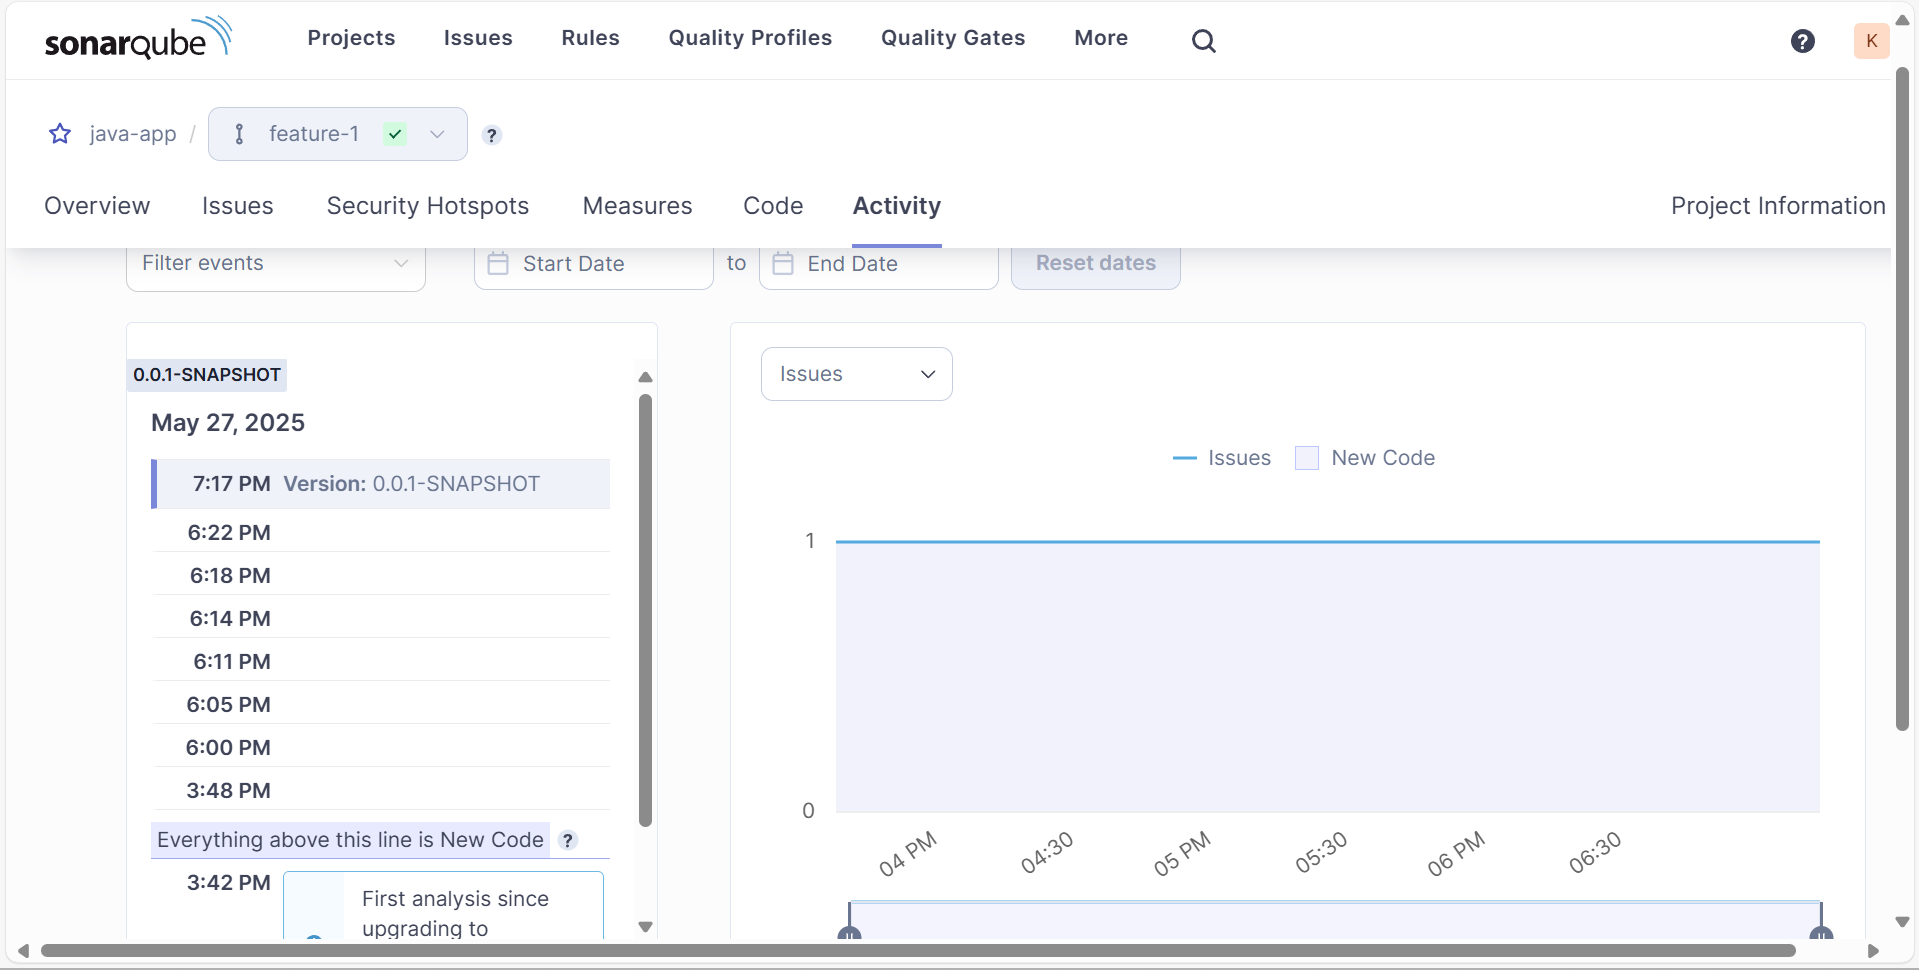 sonarqube Projects Issues Rules Quality Profiles Quality Gates More ? K
java-app / feature-1 ?
Overview Issues Security Hotspots Measures Code Activity Project Information
Filter events Start Date to End Date Reset dates
0.0.1-SNAPSHOT
May 27, 2025
7:17 PM Version: 0.0.1-SNAPSHOT
6:22 PM
6:18 PM
6:14 PM
6:11 PM
6:05 PM
6:00 PM
3:48 PM
Everything above this line is New Code ?
3:42 PM First analysis since
upgrading to
Issues
Issues New Code
1
0
04 PM 04:30 05 PM 05:30 06 PM 06:30